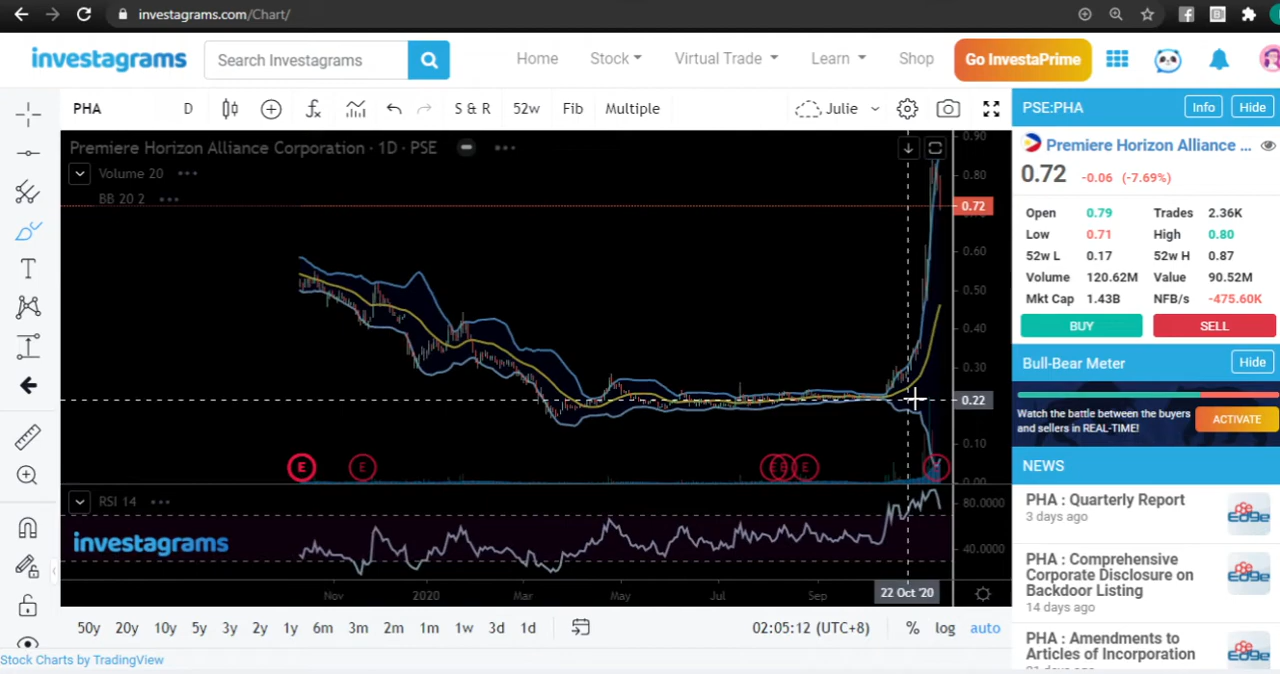 investagrams.com/Chart/
investagrams
Search Investagrams
Home
Stock
Virtual Trade
Learn
Shop
Go InvestaPrime
PHA
D
S & R
52w
Fib
Multiple
Julie
Premiere Horizon Alliance Corporation · 1D · PSE
Volume 20
BB 20 2
0.90
0.80
0.72
0.60
0.50
0.40
0.30
0.22
0.10
0.00
E
E
E
E
E
RSI 14
80.0000
40.0000
investagrams
Nov
2020
Mar
May
Jul
Sep
22 Oct '20
50y
20y
10y
5y
3y
2y
1y
6m
3m
2m
1m
1w
3d
1d
02:05:12 (UTC+8)
%
log
auto
Stock Charts by TradingView
PSE:PHA
Info
Hide
Premiere Horizon Alliance ...
0.72 -0.06 (-7.69%)
Open 0.79 Trades 2.36K
Low 0.71 High 0.80
52w L 0.17 52w H 0.87
Volume 120.62M Value 90.52M
Mkt Cap 1.43B NFB/s -475.60K
BUY
SELL
Bull-Bear Meter
Hide
Watch the battle between the buyers
and sellers in REAL-TIME!
ACTIVATE
NEWS
PHA : Quarterly Report
3 days ago
EDGE
PHA : Comprehensive
Corporate Disclosure on
Backdoor Listing
14 days ago
EDGE
PHA : Amendments to
Articles of Incorporation
EDGE